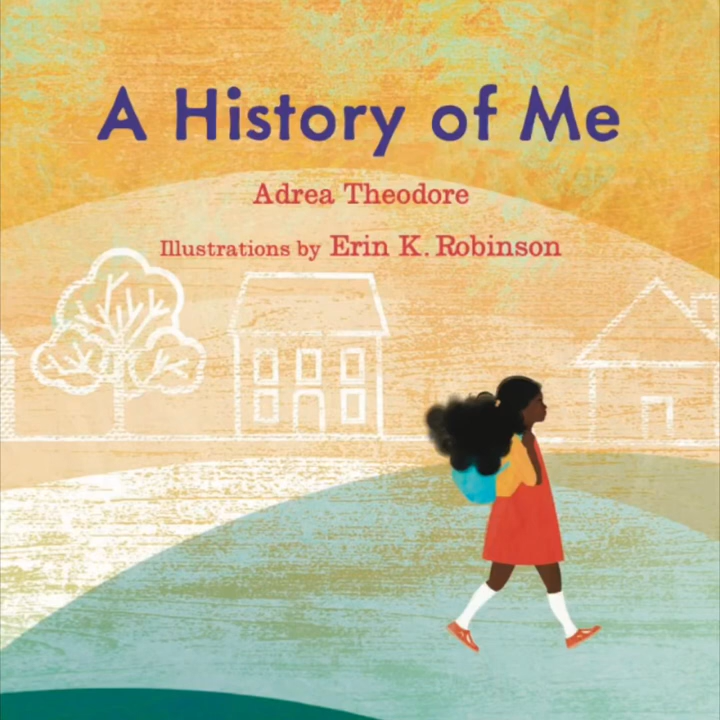 A History of Me
Adrea Theodore
Illustrations by Erin K. Robinson